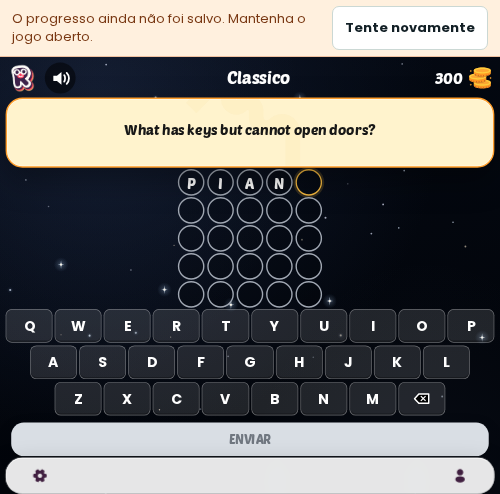 O progresso ainda não foi salvo. Mantenha o
jogo aberto.
Tente novamente
Classico
300
What has keys but cannot open doors?
P I A N
Q W E R T Y U I O P
A S D F G H J K L
Z X C V B N M
ENVIAR